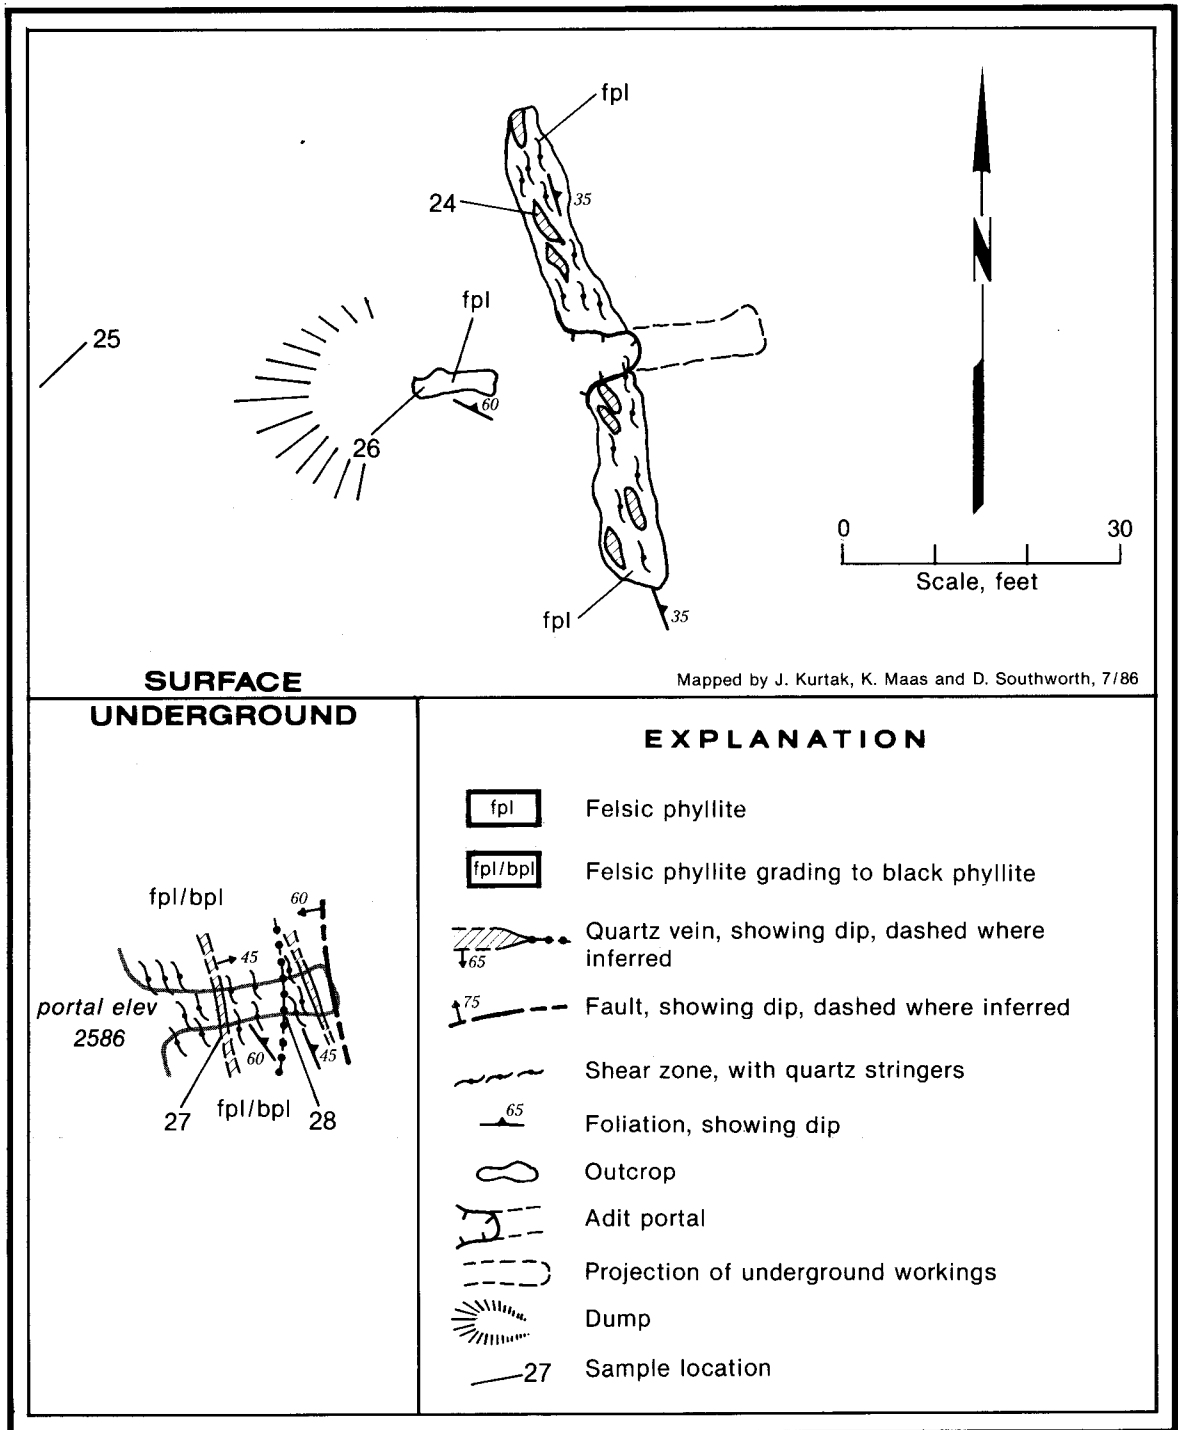 fpl
35
24
N
fpl
25
60
26
0 30
Scale, feet
fpl
35
Mapped by J. Kurtak, K. Maas and D. Southworth, 7/86
SURFACE
UNDERGROUND
fpl/bpl
60
45
portal elev
2586
60
45
27
fpl/bpl
28
EXPLANATION
fpl Felsic phyllite
fpl/bpl Felsic phyllite grading to black phyllite
65 Quartz vein, showing dip, dashed where
inferred
75 Fault, showing dip, dashed where inferred
Shear zone, with quartz stringers
65 Foliation, showing dip
Outcrop
Adit portal
Projection of underground workings
Dump
27 Sample location